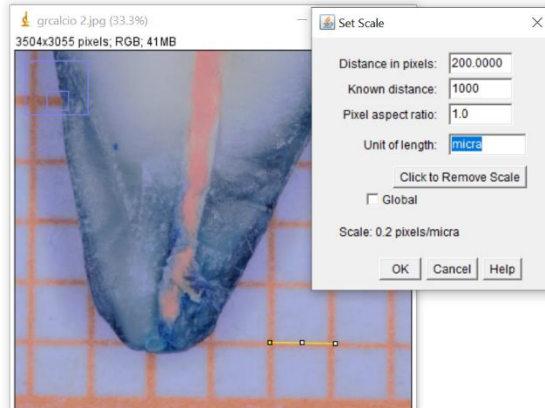 grcalcio 2.jpg (33.3%)
3504x3055 pixels; RGB; 41MB
Set Scale
Distance in pixels: 200.0000
Known distance: 1000
Pixel aspect ratio: 1.0
Unit of length: micra
Click to Remove Scale
Global
Scale: 0.2 pixels/micra
OK Cancel Help